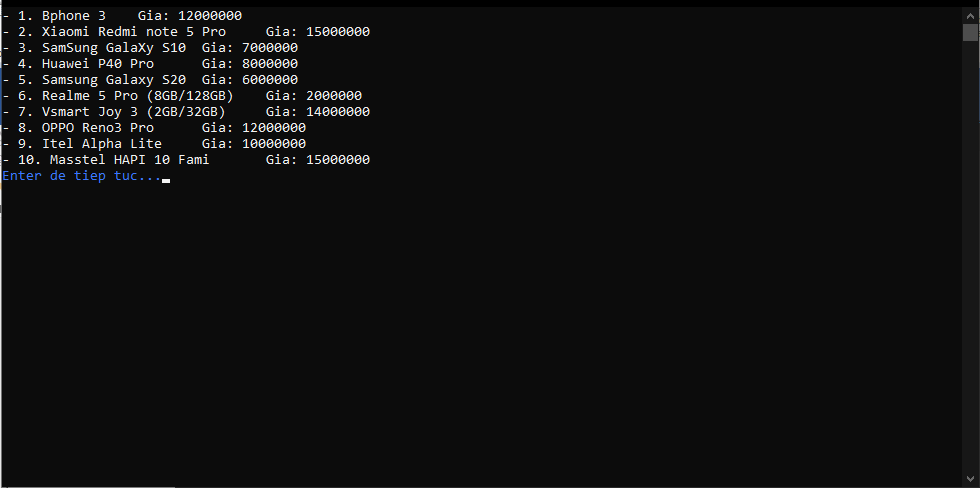 - 1. Bphone 3    Gia: 12000000
- 2. Xiaomi Redmi note 5 Pro     Gia: 15000000
- 3. SamSung GalaXy S10  Gia: 7000000
- 4. Huawei P40 Pro      Gia: 8000000
- 5. Samsung Galaxy S20  Gia: 6000000
- 6. Realme 5 Pro (8GB/128GB)    Gia: 2000000
- 7. Vsmart Joy 3 (2GB/32GB)     Gia: 14000000
- 8. OPPO Reno3 Pro      Gia: 12000000
- 9. Itel Alpha Lite     Gia: 10000000
- 10. Masstel HAPI 10 Fami       Gia: 15000000
Enter de tiep tuc...